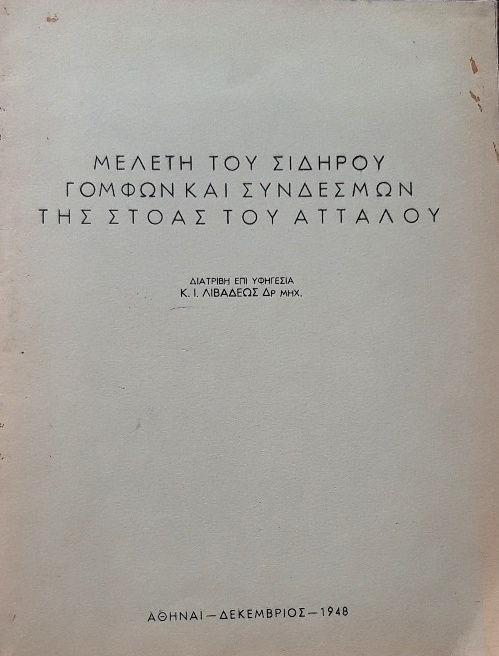 ΜΕΛΕΤΗ ΤΟΥ ΣΙΔΗΡΟΥ
ΓΟΜΦΩΝ ΚΑΙ ΣΥΝΔΕΣΜΩΝ
ΤΗΣ ΣΤΟΑΣ ΤΟΥ ΑΤΤΑΛΟΥ
ΔΙΑΤΡΙΒΗ ΕΠΙ ΥΦΗΓΕΣΙΑ
Κ. Ι. ΛΙΒΑΔΕΩΣ ΔΡ ΜΗΧ.
ΑΘΗΝΑΙ—ΔΕΚΕΜΒΡΙΟΣ—1948